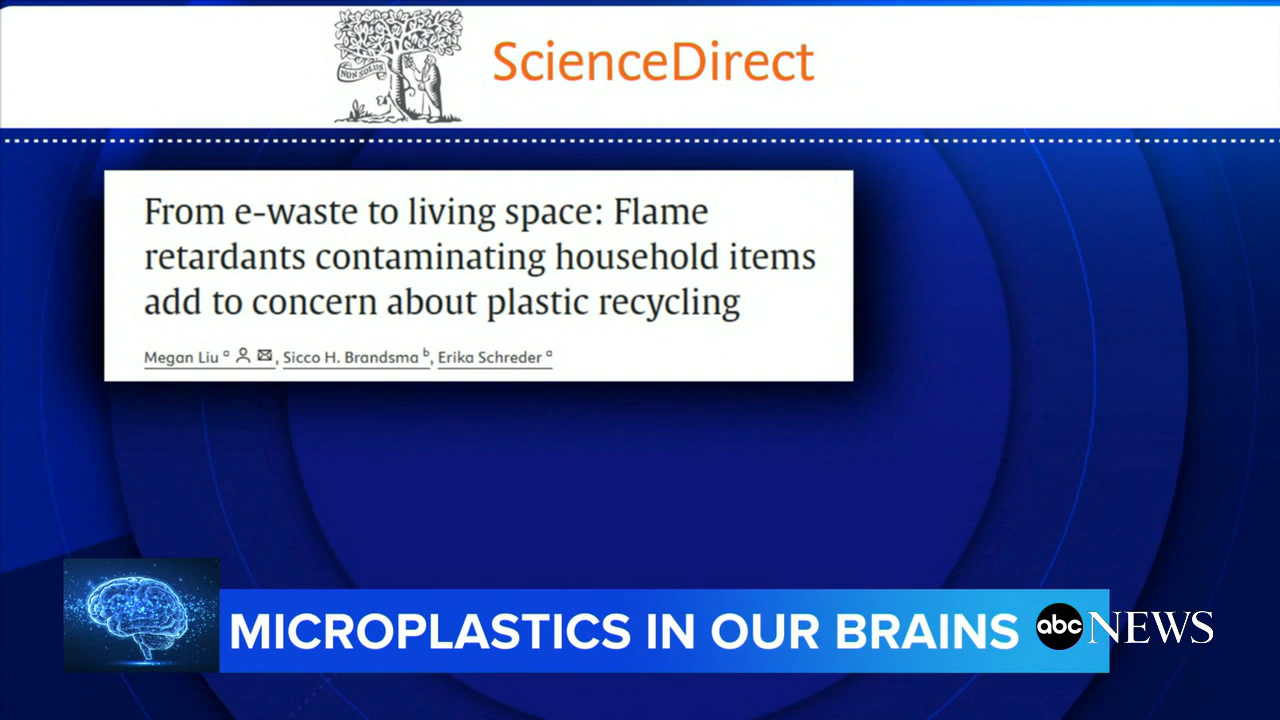 NON SOLUS
ScienceDirect
From e-waste to living space: Flame
retardants contaminating household items
add to concern about plastic recycling
Megan Liu a , Sicco H. Brandsma b, Erika Schreder a
MICROPLASTICS IN OUR BRAINS
abc NEWS